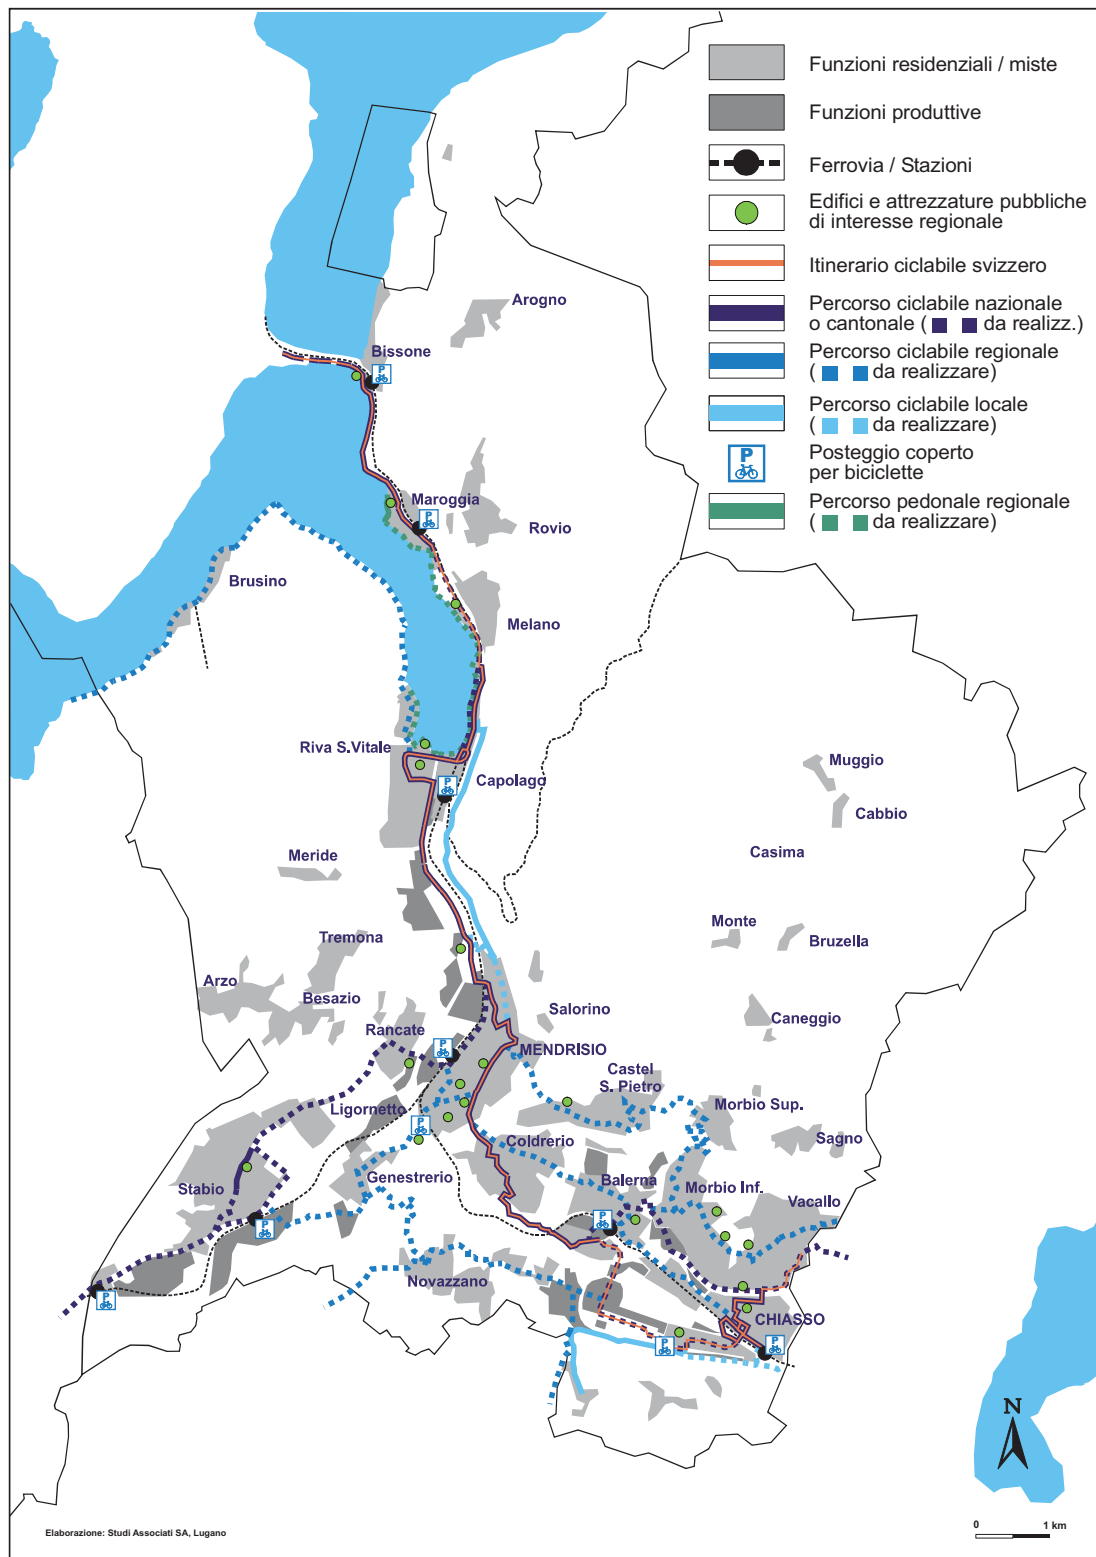 Funzioni residenziali / miste
Funzioni produttive
Ferrovia / Stazioni
Edifici e attrezzature pubbliche
di interesse regionale
Itinerario ciclabile svizzero
Percorso ciclabile nazionale
o cantonale ( da realizz.)
Percorso ciclabile regionale
( da realizzare)
Percorso ciclabile locale
( da realizzare)
P
Posteggio coperto
per biciclette
Percorso pedonale regionale
( da realizzare)
Arogno
Bissone
P
Maroggia
P
Rovio
Brusino
Melano
Riva S.Vitale
Capolago
P
Muggio
Cabbio
Casima
Meride
Monte
Bruzella
Tremona
Arzo
Besazio
Salorino
Caneggio
Rancate
P
MENDRISIO
Castel
S. Pietro
Ligornetto
P
Morbio Sup.
Coldrerio
Sagno
Genestrerio
Balerna
Morbio Inf.
Stabio
Vacallo
P
P
Novazzano
P
CHIASSO
P
P
N
Elaborazione: Studi Associati SA, Lugano
0 1 km